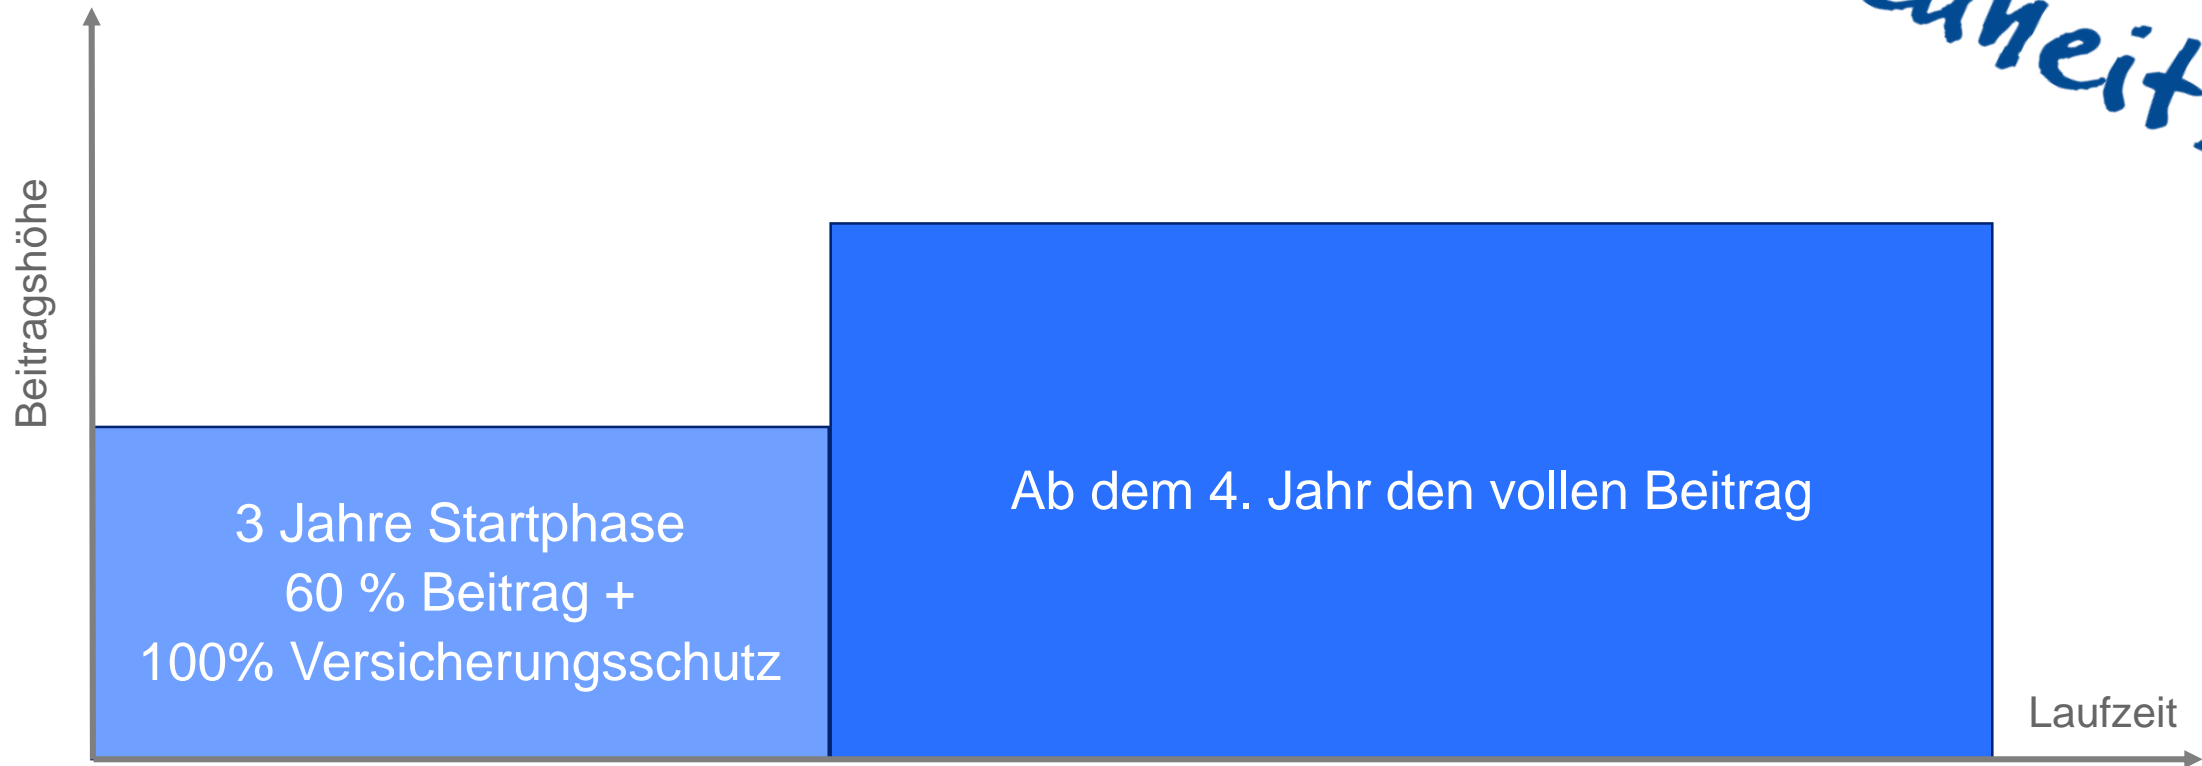 Beitragshöhe
3 Jahre Startphase
60 % Beitrag +
100% Versicherungsschutz
Ab dem 4. Jahr den vollen Beitrag
Laufzeit